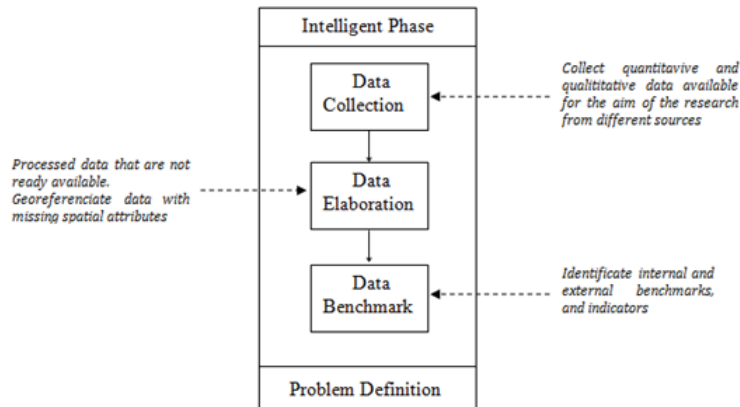 Intelligent Phase
Data
Collection
Collect quantitavive and
qualititative data available
for the aim of the research
from different sources
Processed data that are not
ready available.
Georeferenciate data with
missing spatial attributes
Data
Elaboration
Data
Benchmark
Identificate internal and
external benchmarks,
and indicators
Problem Definition